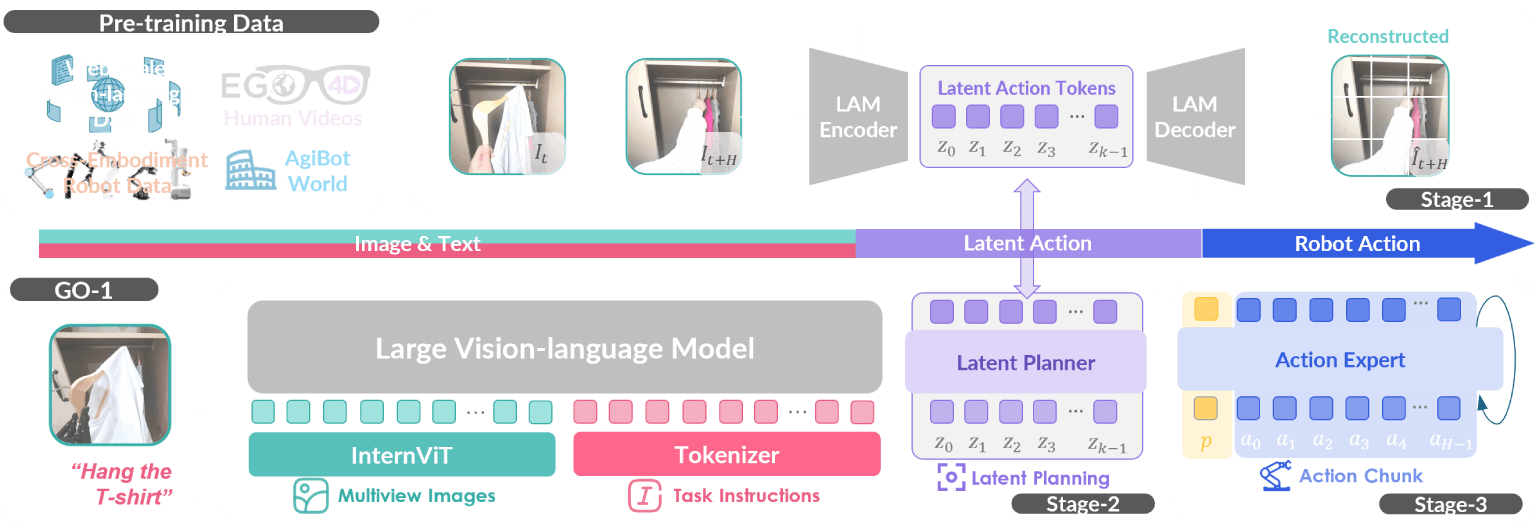 Pre-training Data
EGO4D
Human Videos
Cross-Embodiment
Robot Data
AgiBot
World
I_t
I_{t+H}
LAM
Encoder
Latent Action Tokens
z_0 z_1 z_2 z_3 ... z_{k-1}
LAM
Decoder
Reconstructed
Î_{t+H}
Stage-1
Image & Text
Latent Action
Robot Action
GO-1
"Hang the
T-shirt"
Large Vision-language Model
...
...
InternViT
Tokenizer
Multiview Images
Task Instructions
...
Latent Planner
...
z_0 z_1 z_2 z_3 z_{k-1}
Latent Planning
Stage-2
...
Action Expert
...
p a_0 a_1 a_2 a_3 a_4 a_{H-1}
Action Chunk
Stage-3